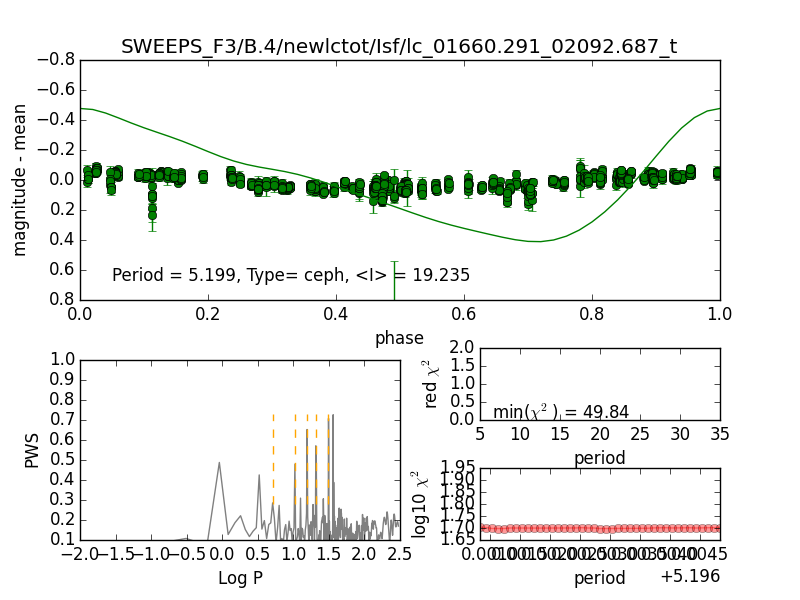 SWEEPS_F3/B.4/newlctot/Isf/lc_01660.291_02092.687_t
magnitude - mean
−0.8
−0.6
−0.4
−0.2
0.0
0.2
0.4
0.6
0.8
Period = 5.199, Type= ceph, <I> = 19.235
0.0 0.2 0.4 0.6 0.8 1.0
phase
PWS
1.0
0.9
0.8
0.7
0.6
0.5
0.4
0.3
0.2
0.1
−2.0 −1.5 −1.0 −0.5 0.0 0.5 1.0 1.5 2.0 2.5
Log P
red χ²
2.0
1.5
1.0
0.5
0.0
min(χ² ) = 49.84
5 10 15 20 25 30 35
period
log10 χ²
1.95
1.90
1.85
1.80
1.75
1.70
1.65
+5.196
period